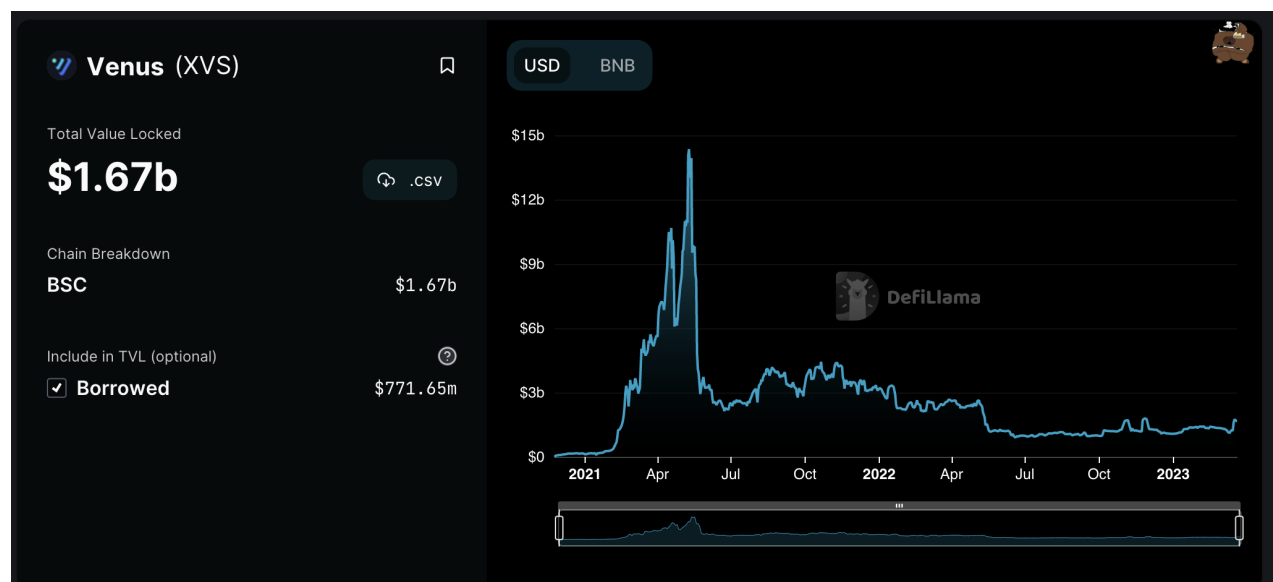 Venus (XVS)
Total Value Locked
$1.67b
.csv
Chain Breakdown
BSC $1.67b
Include in TVL (optional) ?
Borrowed $771.65m
USD BNB
$15b
$12b
$9b
$6b
$3b
$0
DefiLlama
2021 Apr Jul Oct 2022 Apr Jul Oct 2023